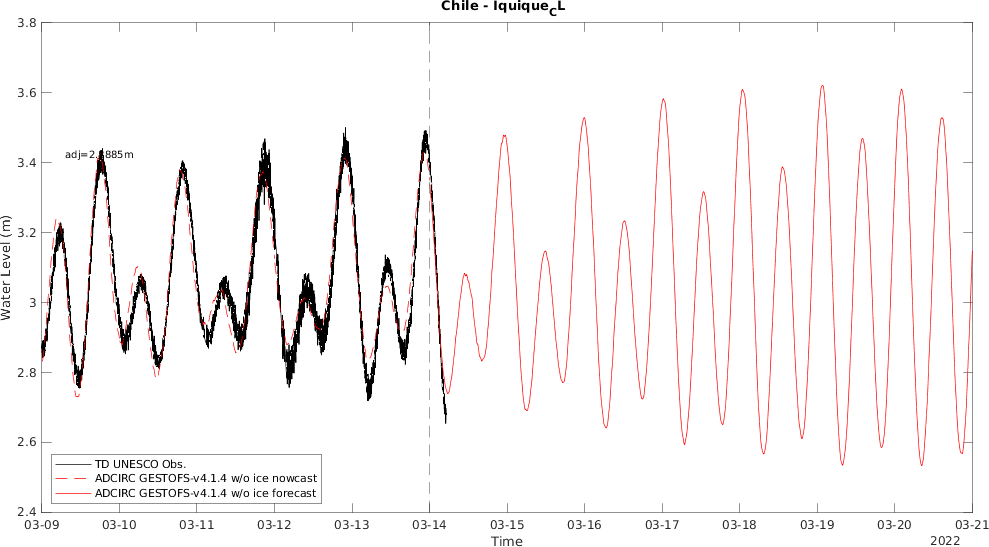 Chile - Iquique_CL
3.8
3.6
3.4
3.2
3
2.8
2.6
2.4
Water Level (m)
TD UNESCO Obs.
ADCIRC GESTOFS-v4.1.4 w/o ice nowcast
ADCIRC GESTOFS-v4.1.4 w/o ice forecast
03-09 03-10 03-11 03-12 03-13 03-14 03-15 03-16 03-17 03-18 03-19 03-20 03-21
Time
2022